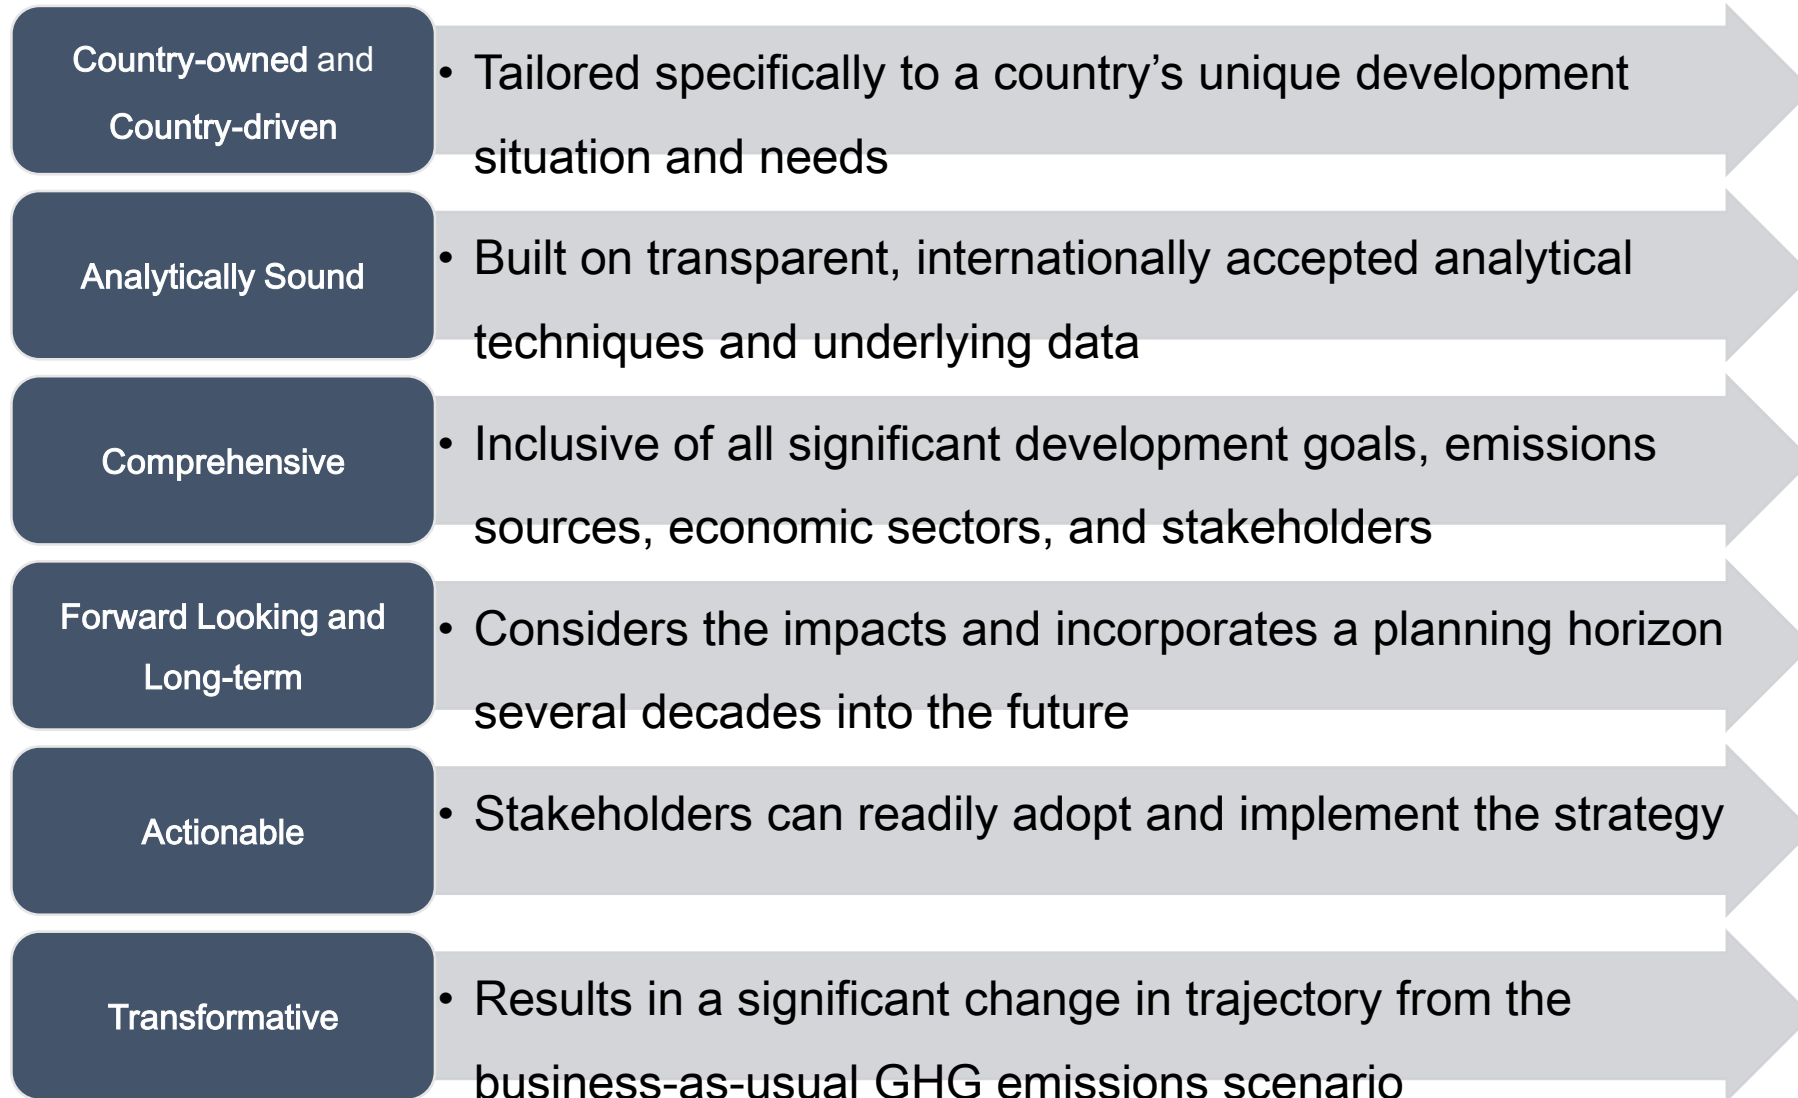 Country-owned and
Country-driven
• Tailored specifically to a country’s unique development
situation and needs
Analytically Sound
• Built on transparent, internationally accepted analytical
techniques and underlying data
Comprehensive
• Inclusive of all significant development goals, emissions
sources, economic sectors, and stakeholders
Forward Looking and
Long-term
• Considers the impacts and incorporates a planning horizon
several decades into the future
Actionable
• Stakeholders can readily adopt and implement the strategy
Transformative
• Results in a significant change in trajectory from the
business-as-usual GHG emissions scenario